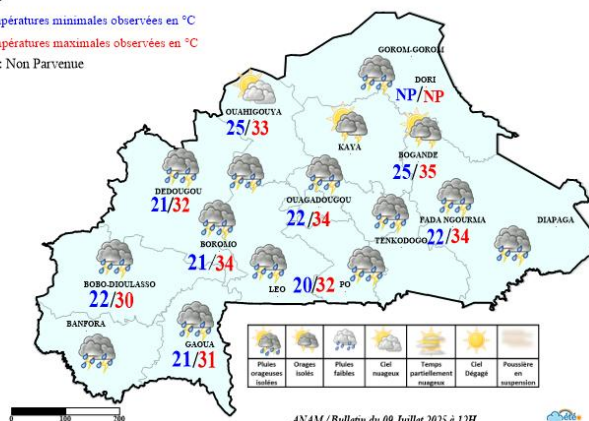 pératures minimales observées en °C
pératures maximales observées en °C
: Non Parvenue
GOROM-GOROM
DORI
NP/NP
OUAHIGOUYA
25/33
KAYA
BOGANDE
25/35
DEDOUGOU
21/32
OUAGADOUGOU
22/34
FADA NGOURMA
22/34
DIAPAGA
BOROMO
21/34
TENKODOGO
BOBO-DIOULASSO
22/30
LEO
20/32
PO
BANFORA
GAOUA
21/31
Pluies orageuses isolées
Orages isolés
Pluies faibles
Ciel nuageux
Temps partiellement nuageux
Ciel Dégagé
Poussière en suspension
0 100 200
ANAM / Bulletin du 09 Juillet 2025 à 12H